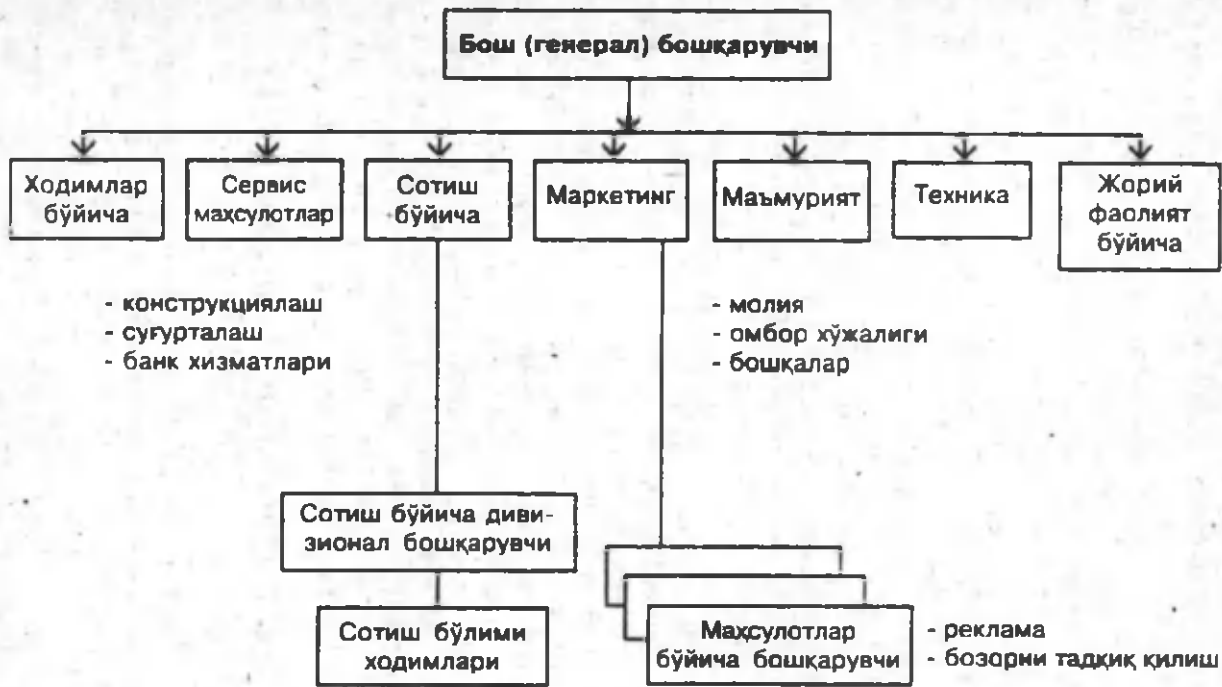 Бош (генерал) бошқарувчи
Ходимлар
бўйича
Сервис
маҳсулотлар
Сотиш
бўйича
Маркетинг
Маъмурият
Техника
Жорий
фаолият
бўйича
- конструкциялаш
- суғурталаш
- банк хизматлари
- молия
- омбор хўжалиги
- бошқалар
Сотиш бўйича диви-
зионал бошқарувчи
Сотиш бўлими
ходимлари
Маҳсулотлар
бўйича бошқарувчи
- реклама
- бозорни тадқиқ қилиш